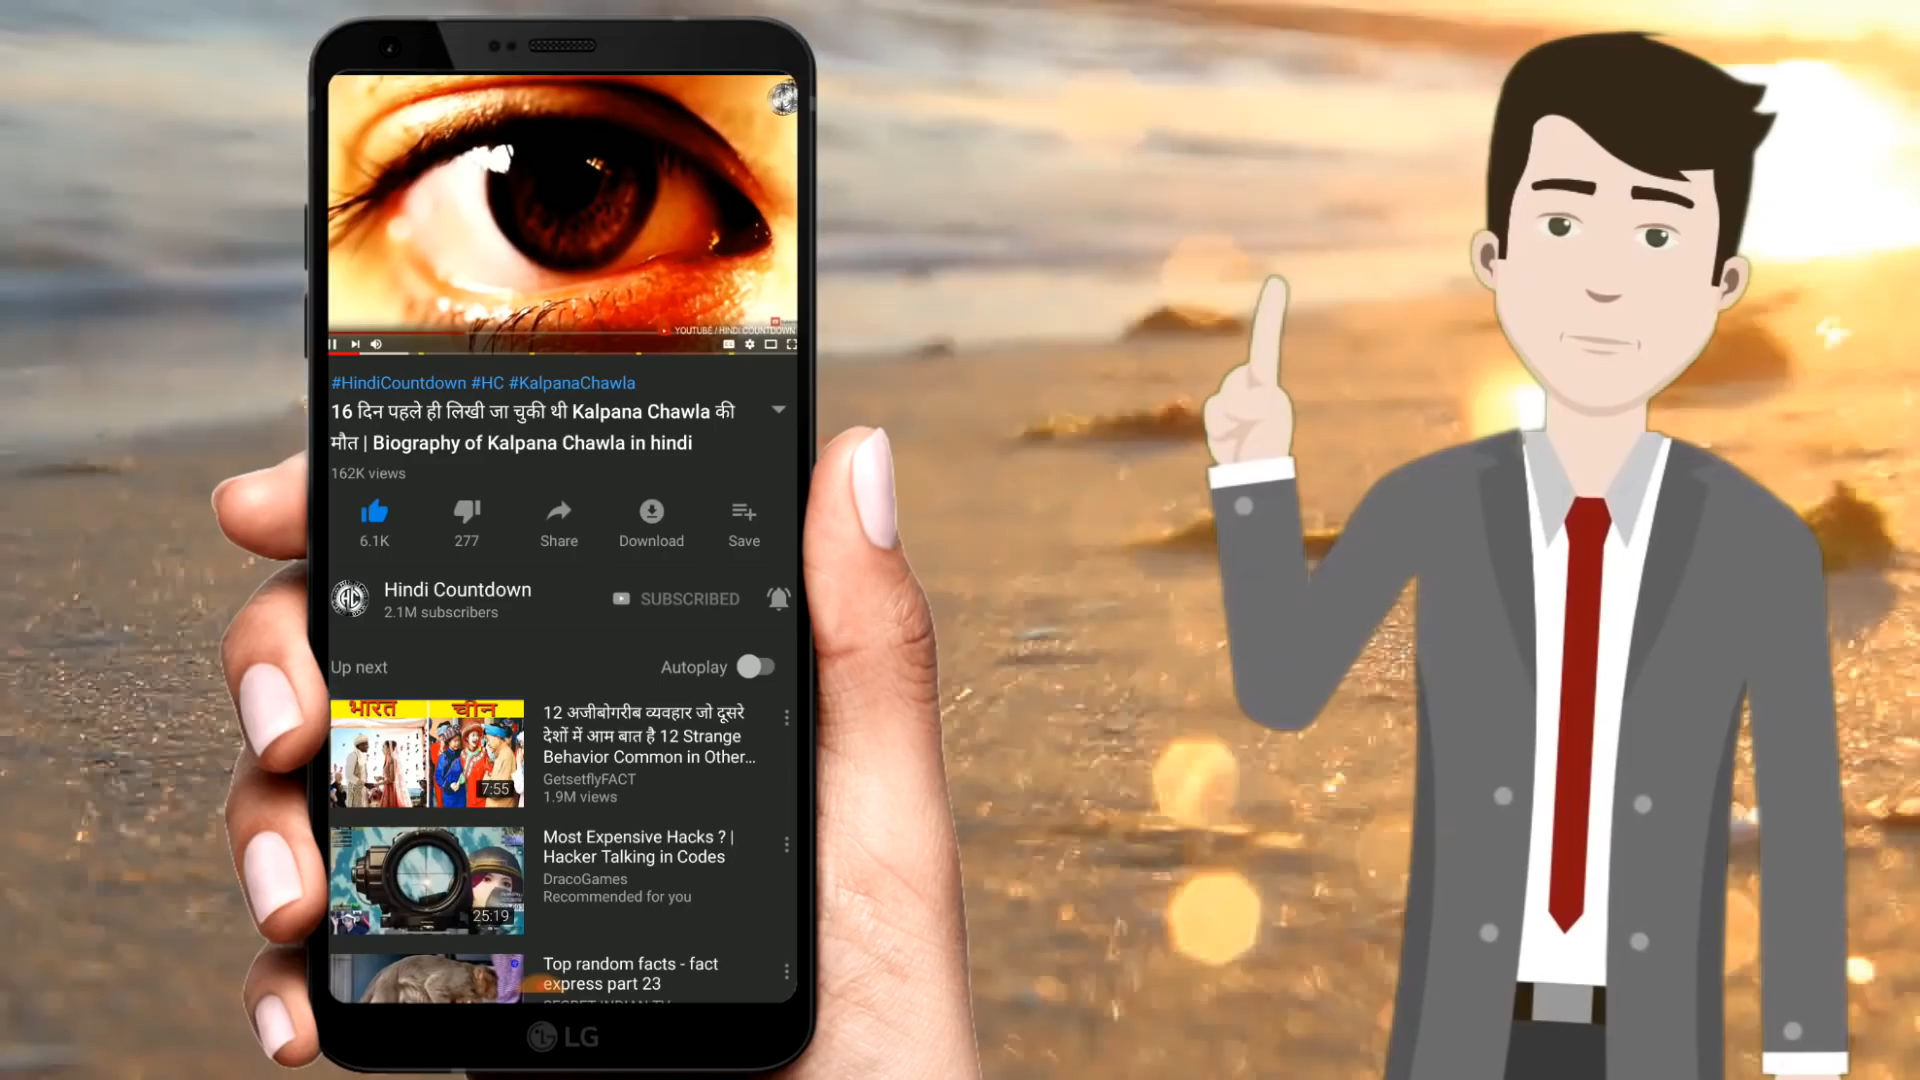 YOUTUBE / HINDI COUNTDOWN
#HindiCountdown #HC #KalpanaChawla
16 दिन पहले ही लिखी जा चुकी थी Kalpana Chawla की
मौत | Biography of Kalpana Chawla in hindi
162K views
6.1K
277
Share
Download
Save
HC
Hindi Countdown
2.1M subscribers
SUBSCRIBED
Up next
Autoplay
भारत
चीन
7:55
12 अजीबोगरीब व्यवहार जो दूसरे
देशों में आम बात है 12 Strange
Behavior Common in Other...
GetsetflyFACT
1.9M views
25:19
Most Expensive Hacks ? |
Hacker Talking in Codes
DracoGames
Recommended for you
Top random facts - fact
express part 23
LG